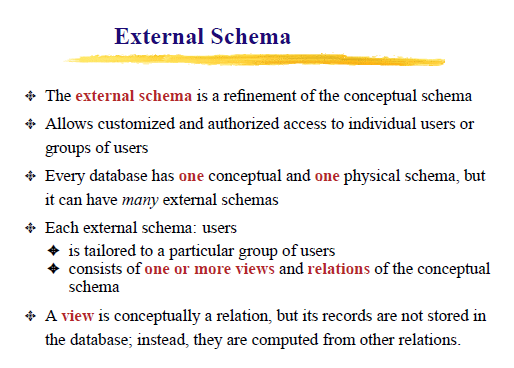 External Schema
The external schema is a refinement of the conceptual schema
Allows customized and authorized access to individual users or
groups of users
Every database has one conceptual and one physical schema, but
it can have many external schemas
Each external schema: users
is tailored to a particular group of users
consists of one or more views and relations of the conceptual
schema
A view is conceptually a relation, but its records are not stored in
the database; instead, they are computed from other relations.